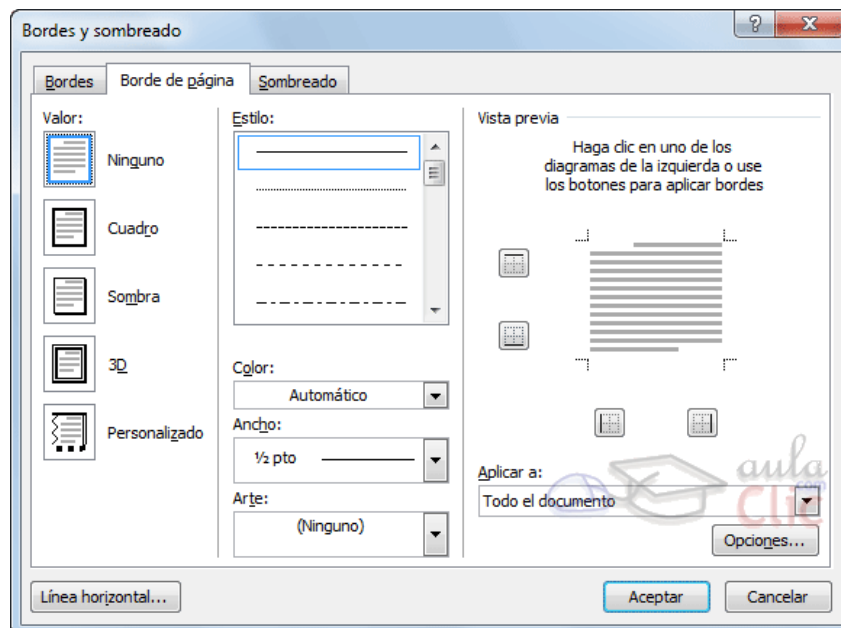 Bordes y sombreado
?
x
Bordes
Borde de página
Sombreado
Valor:
Ninguno
Cuadro
Sombra
3D
Personalizado
Estilo:
Color:
Automático
Ancho:
½ pto
Arte:
(Ninguno)
Vista previa
Haga clic en uno de los
diagramas de la izquierda o use
los botones para aplicar bordes
Aplicar a:
Todo el documento
aula
.com
Clic
Opciones...
Línea horizontal...
Aceptar
Cancelar